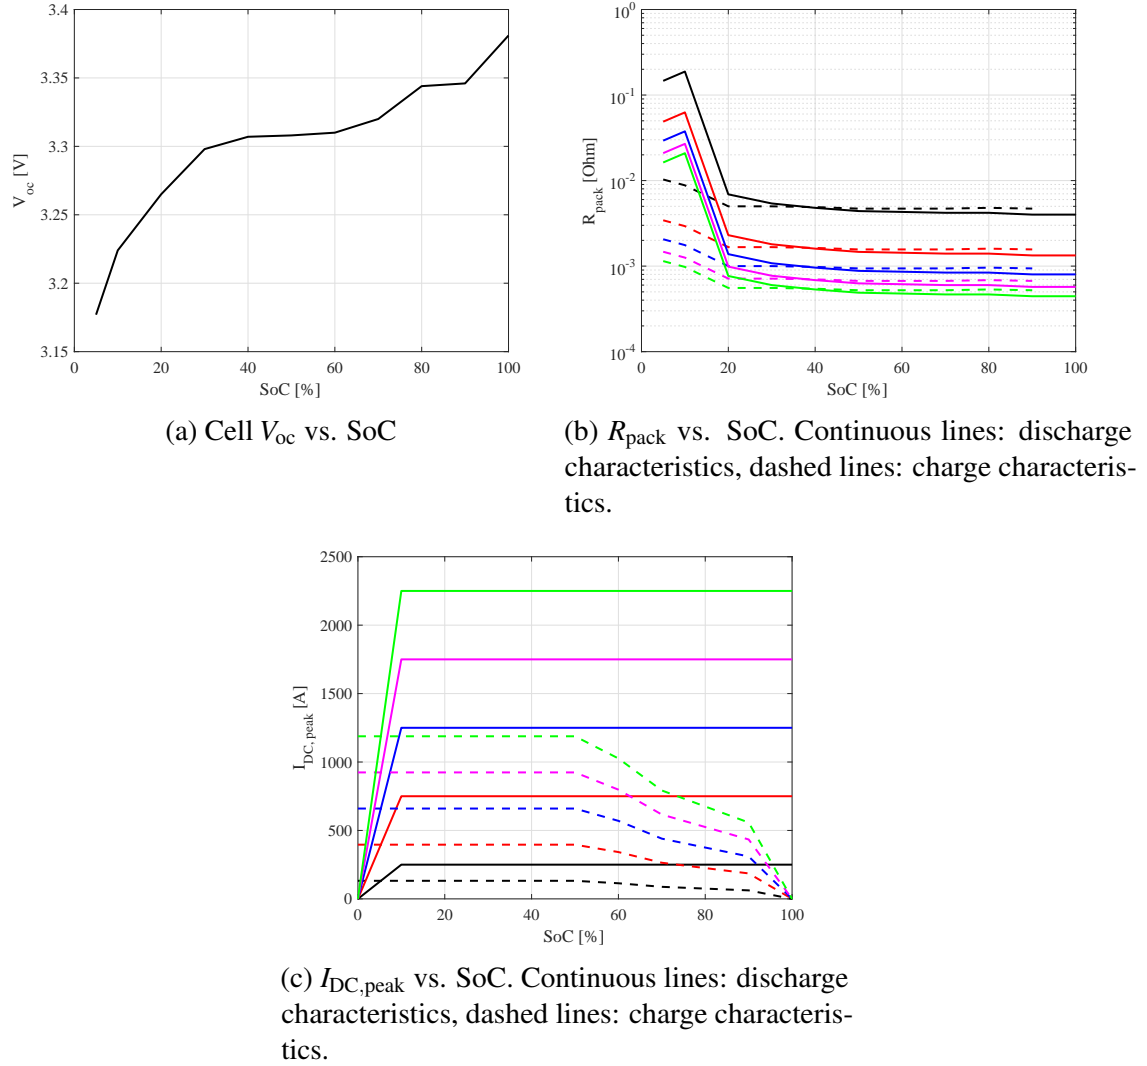 3.4
3.35
3.3
3.25
3.2
3.15
V_oc [V]
0 20 40 60 80 100
SoC [%]
(a) Cell V_oc vs. SoC
10^0
10^-1
10^-2
10^-3
10^-4
R_pack [Ohm]
0 20 40 60 80 100
SoC [%]
(b) R_pack vs. SoC. Continuous lines: discharge
characteristics, dashed lines: charge characteris-
tics.
2500
2000
1500
1000
500
0
I_DC,peak [A]
0 20 40 60 80 100
SoC [%]
(c) I_DC,peak vs. SoC. Continuous lines: discharge
characteristics, dashed lines: charge characteris-
tics.